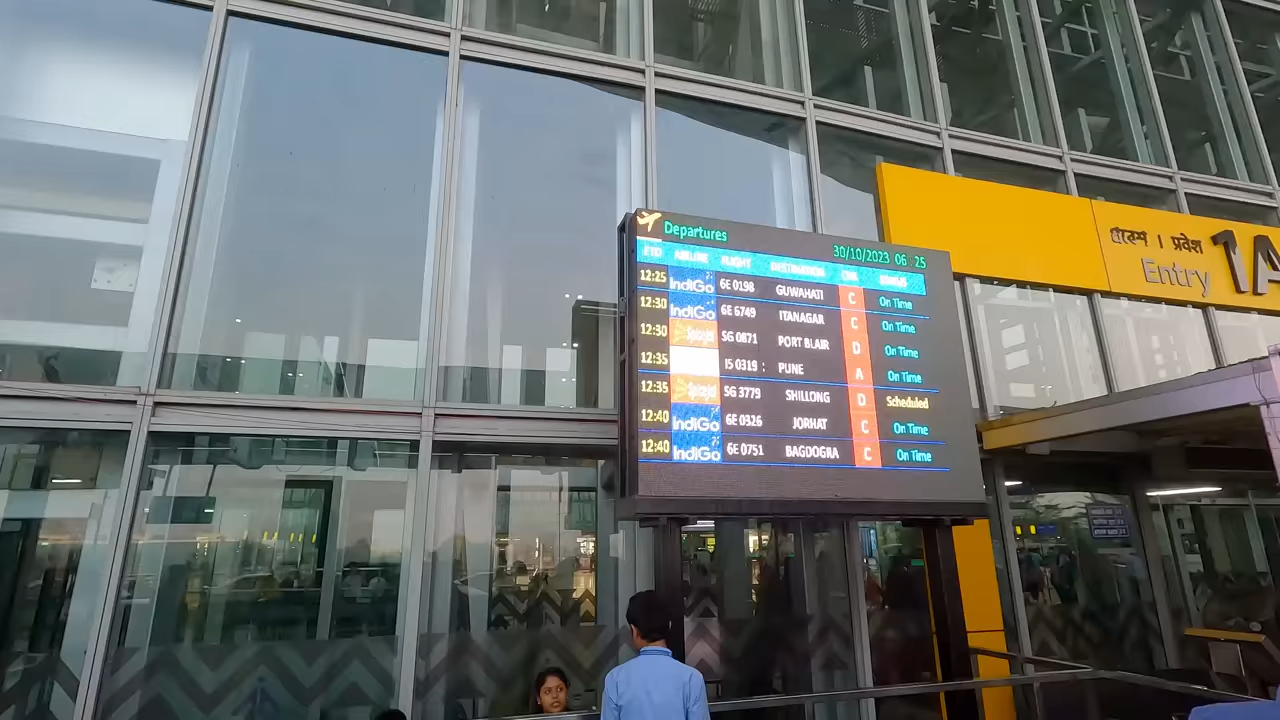 Departures
30/10/2023 06 25
ETD AIRLINE FLIGHT DESTINATION STATUS
12:25 IndiGo 6E 0198 GUWAHATI C On Time
12:30 IndiGo 6E 6749 ITANAGAR C On Time
12:30 SG 0871 PORT BLAIR D On Time
12:35 I5 0319 : PUNE A On Time
12:35 SG 3779 SHILLONG D Scheduled
12:40 IndiGo 6E 0326 JORHAT C On Time
12:40 IndiGo 6E 0751 BAGDOGRA C On Time
প্রবেশ । प्रवेश
Entry 1A